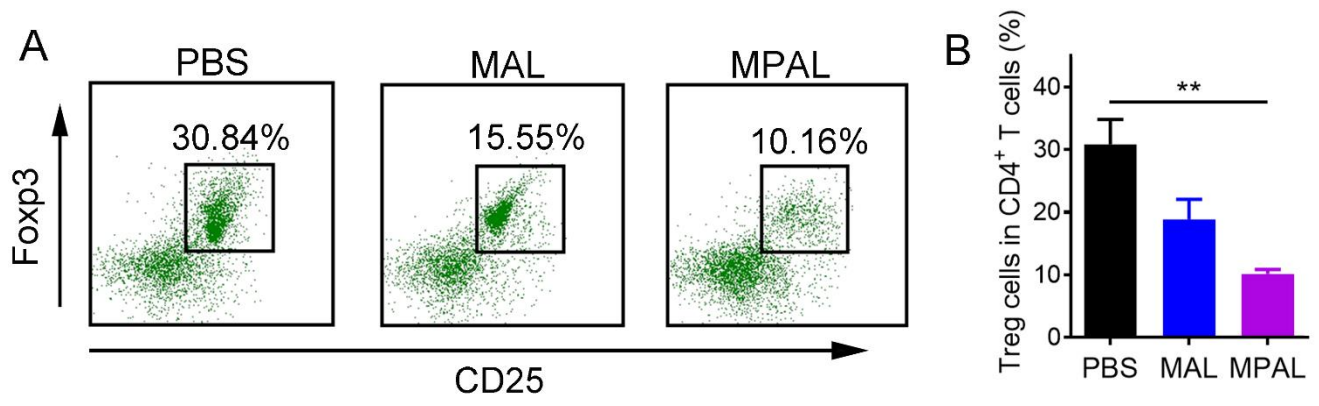 A
PBS
MAL
MPAL
30.84%
15.55%
10.16%
Foxp3
CD25
B
Treg cells in CD4⁺ T cells (%)
**
40
30
20
10
0
PBS MAL MPAL